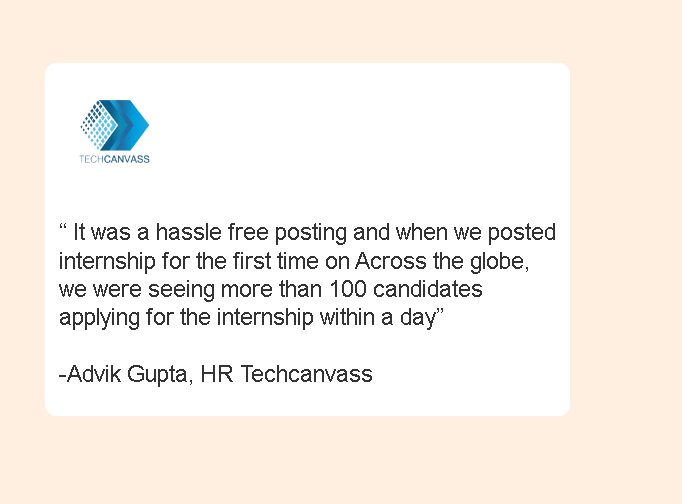 TECHCANVASS
“ It was a hassle free posting and when we posted
internship for the first time on Across the globe,
we were seeing more than 100 candidates
applying for the internship within a day”
-Advik Gupta, HR Techcanvass